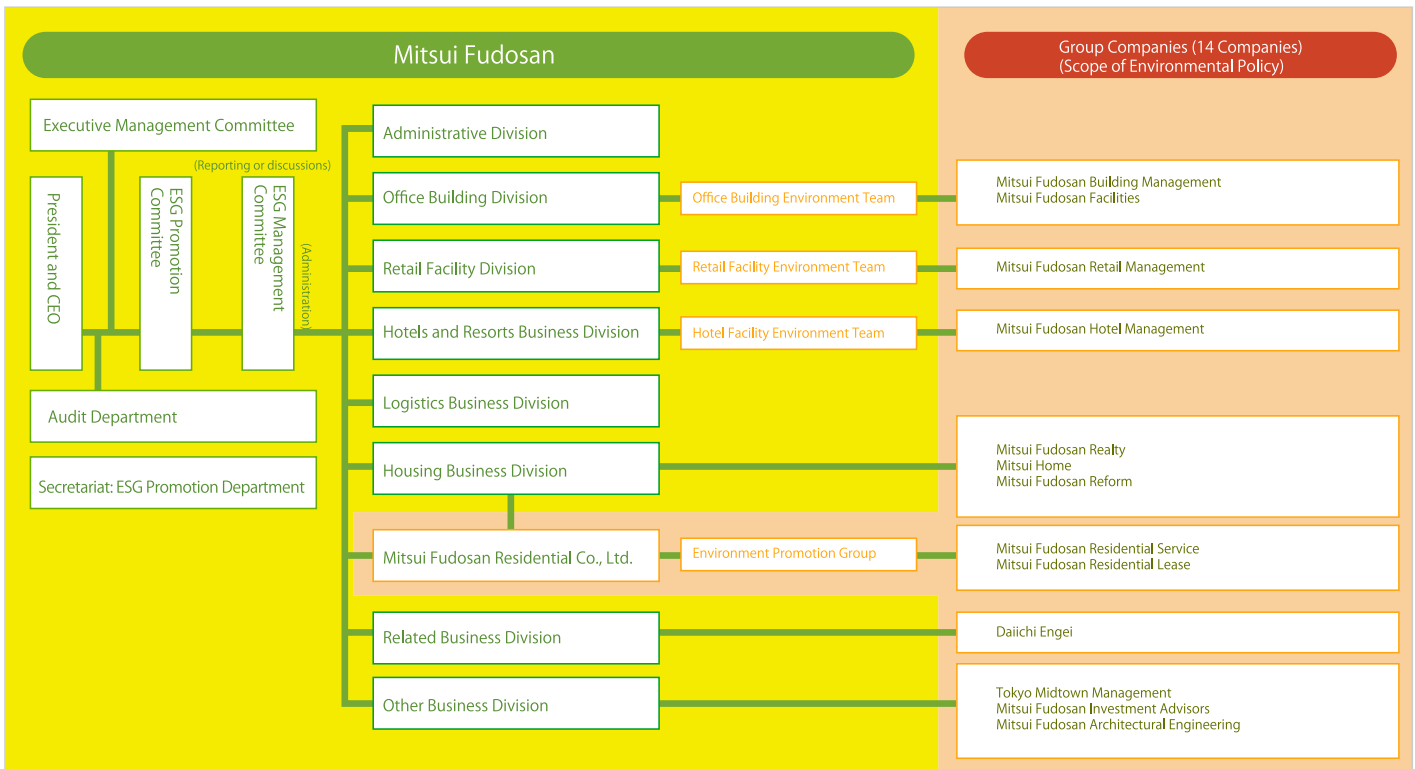 Mitsui Fudosan
Group Companies (14 Companies)
(Scope of Environmental Policy)
Executive Management Committee
(Reporting or discussions)
President and CEO
ESG Promotion
Committee
ESG Management
Committee
(Administration)
Audit Department
Secretariat: ESG Promotion Department
Administrative Division
Office Building Division
Office Building Environment Team
Mitsui Fudosan Building Management
Mitsui Fudosan Facilities
Retail Facility Division
Retail Facility Environment Team
Mitsui Fudosan Retail Management
Hotels and Resorts Business Division
Hotel Facility Environment Team
Mitsui Fudosan Hotel Management
Logistics Business Division
Housing Business Division
Mitsui Fudosan Realty
Mitsui Home
Mitsui Fudosan Reform
Mitsui Fudosan Residential Co., Ltd.
Environment Promotion Group
Mitsui Fudosan Residential Service
Mitsui Fudosan Residential Lease
Related Business Division
Daiichi Engei
Other Business Division
Tokyo Midtown Management
Mitsui Fudosan Investment Advisors
Mitsui Fudosan Architectural Engineering